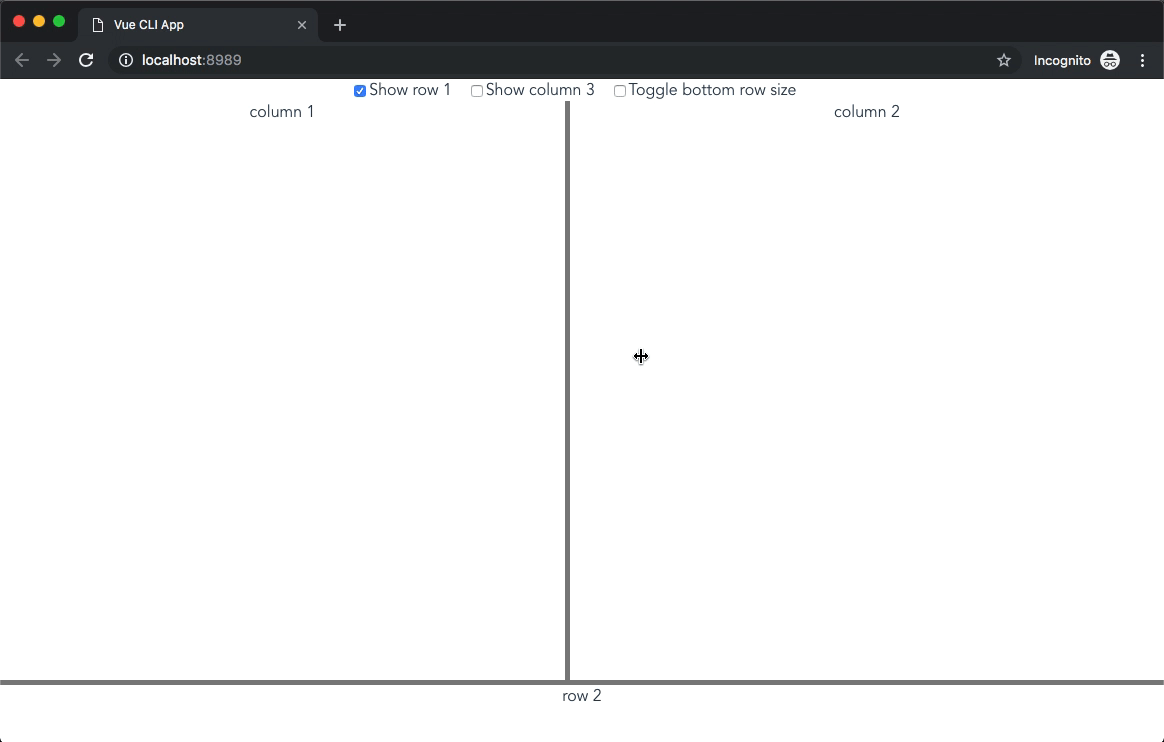 Vue CLI App
localhost:8989
Incognito
Show row 1 Show column 3 Toggle bottom row size
column 1 column 2
row 2